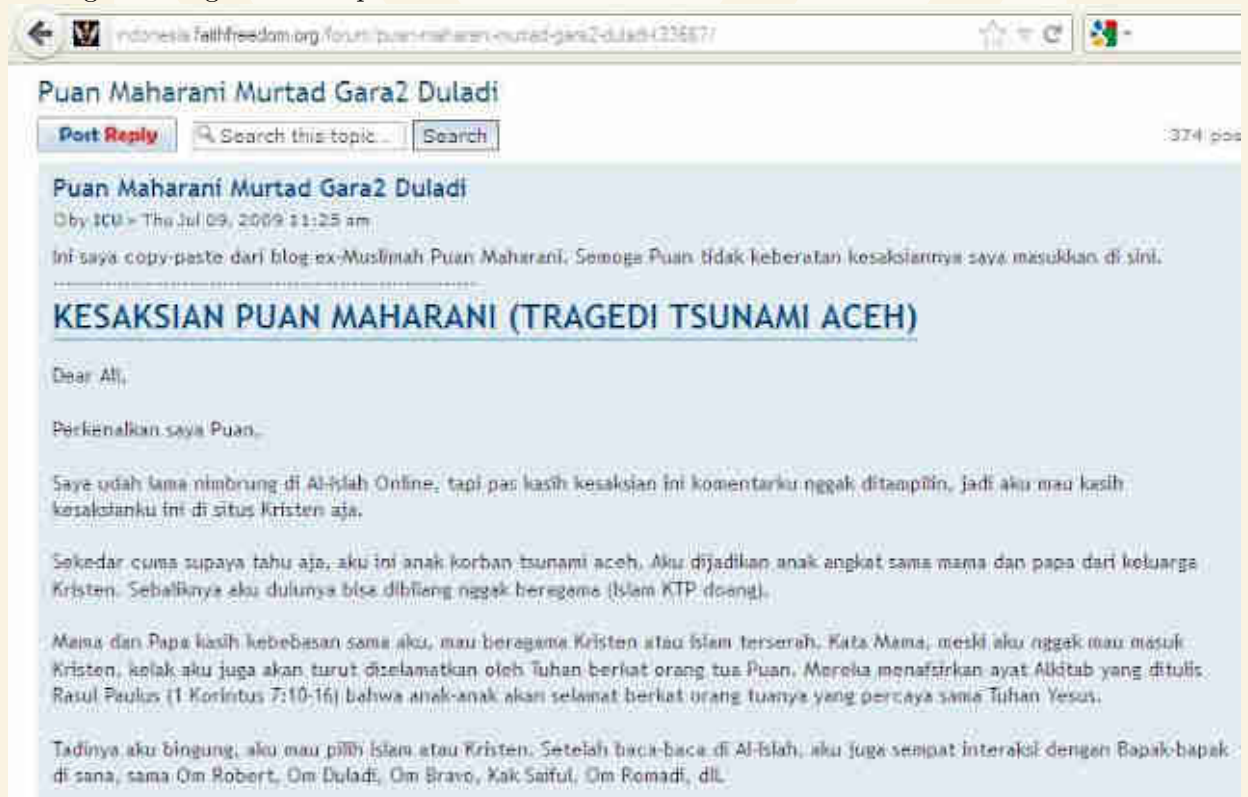 indonesia.faithfreedom.org/forum/puan-maharani-murtad-gara2-duladi-t33667/
Puan Maharani Murtad Gara2 Duladi
Post Reply
Search this topic...
Search
374 pos
Puan Maharani Murtad Gara2 Duladi
by ICU » Thu Jul 09, 2009 11:25 am
Ini saya copy-paste dari blog ex-Muslimah Puan Maharani. Semoga Puan tidak keberatan kesaksiannya saya masukkan di sini.
KESAKSIAN PUAN MAHARANI (TRAGEDI TSUNAMI ACEH)
Dear All,
Perkenalkan saya Puan.
Saya udah lama nimbrung di Al-Islah Online, tapi pas kasih kesaksian ini komentarku nggak ditampilin, jadi aku mau kasih
kesaksianku ini di situs Kristen aja.
Sekedar cuma supaya tahu aja, aku ini anak korban tsunami aceh. Aku dijadikan anak angkat sama mama dan papa dari keluarga
Kristen. Sebaliknya aku dulunya bisa dibilang nggak beragama (Islam KTP doang).
Mama dan Papa kasih kebebasan sama aku, mau beragama Kristen atau Islam terserah. Kata Mama, meski aku nggak mau masuk
Kristen, kelak aku juga akan turut diselamatkan oleh Tuhan berkat orang tua Puan. Mereka menafsirkan ayat Alkitab yang ditulis
Rasul Paulus (1 Korintus 7:10-16) bahwa anak-anak akan selamat berkat orang tuanya yang percaya sama Tuhan Yesus.
Tadinya aku bingung, aku mau pilih Islam atau Kristen. Setelah baca-baca di Al-Islah, aku juga sempat interaksi dengan Bapak-bapak
di sana, sama Om Robert, Om Duladi, Om Bravo, Kak Saiful, Om Romadi, dll.